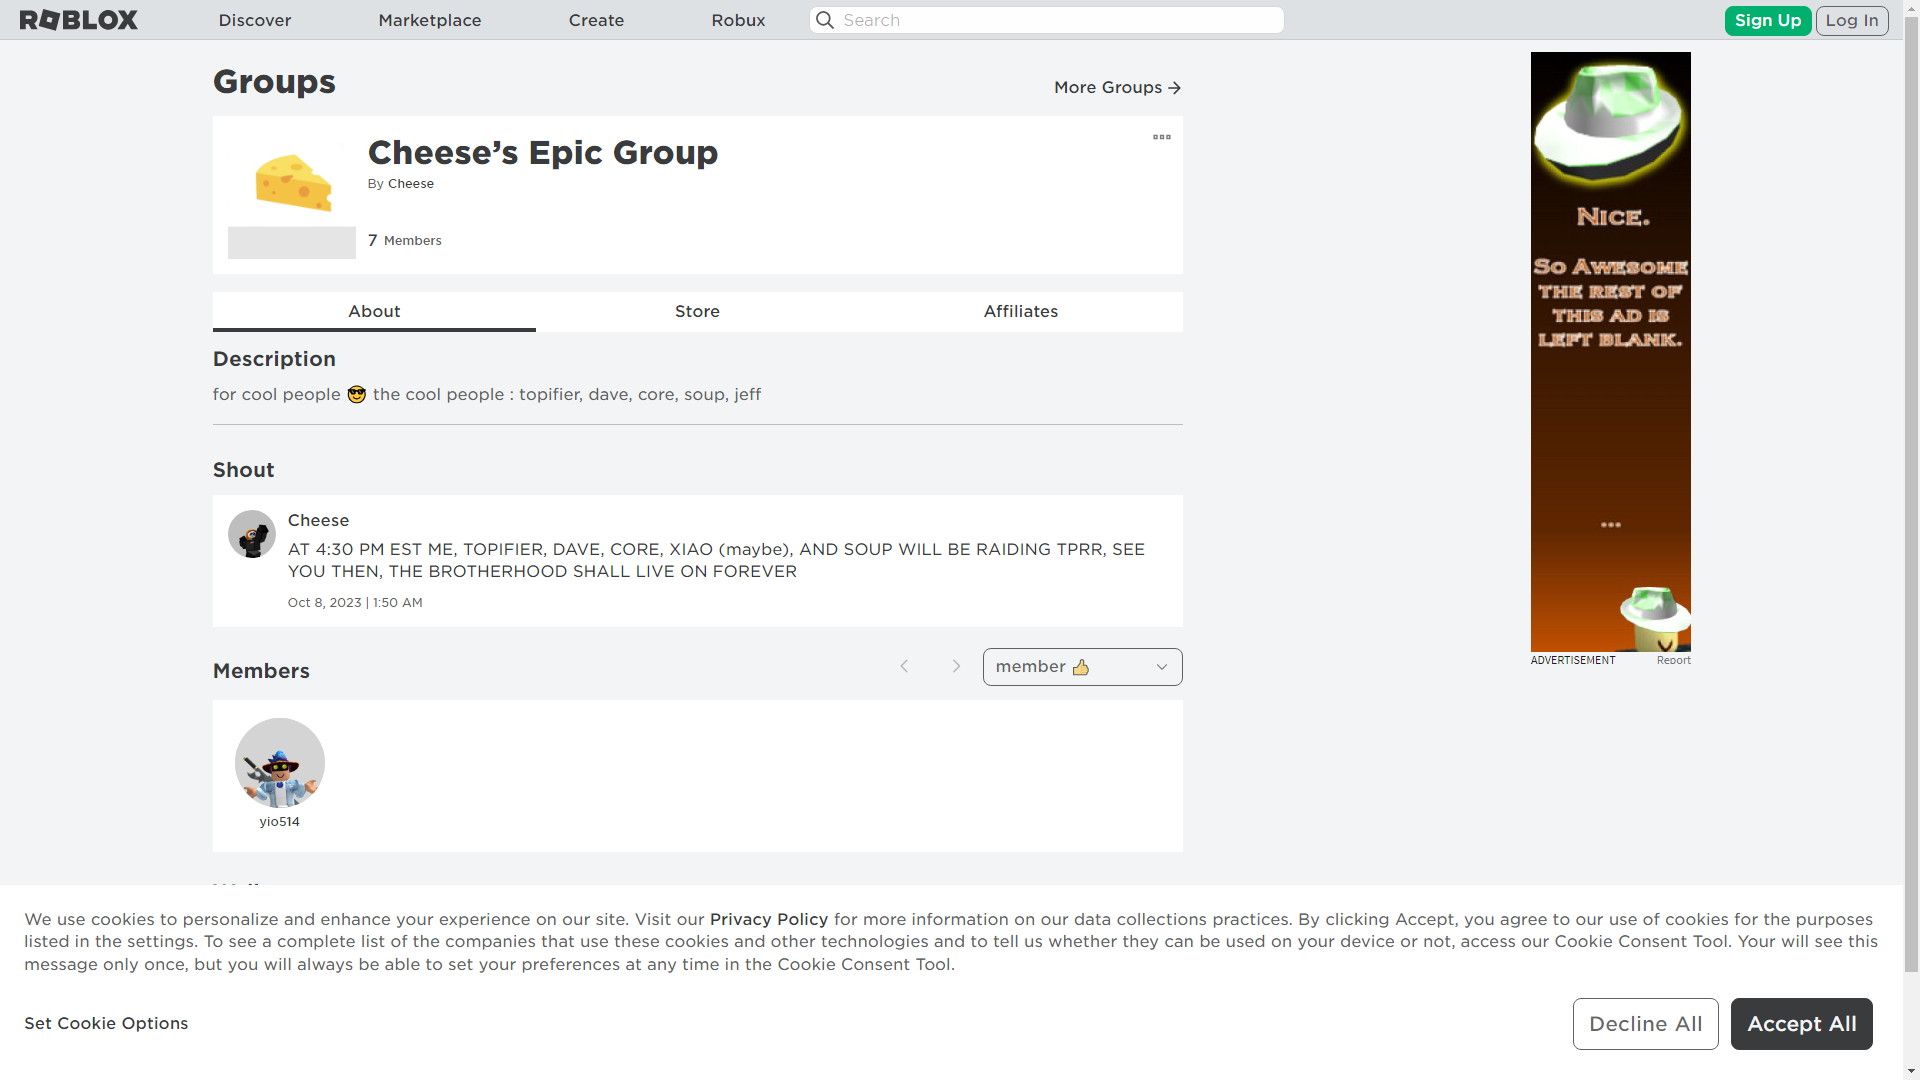 ROBLOX
Discover
Marketplace
Create
Robux
Search
Sign Up
Log In
Groups
More Groups
Cheese's Epic Group
By Cheese
7 Members
About
Store
Affiliates
Description
for cool people 😎 the cool people : topifier, dave, core, soup, jeff
Shout
Cheese
AT 4:30 PM EST ME, TOPIFIER, DAVE, CORE, XIAO (maybe), AND SOUP WILL BE RAIDING TPRR, SEE
YOU THEN, THE BROTHERHOOD SHALL LIVE ON FOREVER
Oct 8, 2023 | 1:50 AM
Members
member 👍
yio514
Nice.
So Awesome
the rest of
this ad is
left blank.
...
ADVERTISEMENT
Report
We use cookies to personalize and enhance your experience on our site. Visit our Privacy Policy for more information on our data collections practices. By clicking Accept, you agree to our use of cookies for the purposes
listed in the settings. To see a complete list of the companies that use these cookies and other technologies and to tell us whether they can be used on your device or not, access our Cookie Consent Tool. Your will see this
message only once, but you will always be able to set your preferences at any time in the Cookie Consent Tool.
Set Cookie Options
Decline All
Accept All